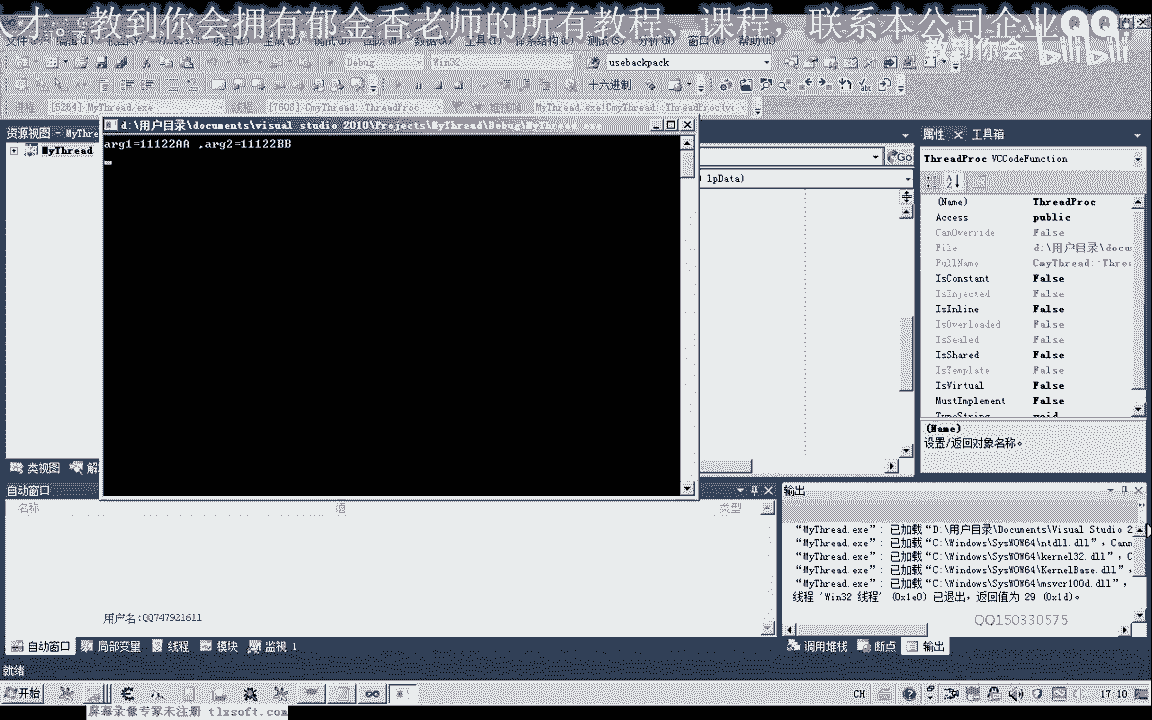 人才。教到你会拥有郁金香老师的所有教程、课程，联系本公司企业QQ
教到你会 bilibili
Debug Win32 usebackpack
十六进制
[5264] MyThread.exe [7608] CmyThread::ThreadProc MyThread.exe!CmyThread::ThreadProc(v
资源视图 - MyThre
MyThread
d:\用户目录\documents\visual studio 2010\Projects\MyThread\Debug\MyThread.exe
arg1=11122AA ,arg2=11122BB
Go
lpData)
属性 工具箱
ThreadProc VCCodeFunction
(Name) ThreadProc
Access public
CanOverride False
File d:\用户目录\docu
FullName CmyThread::Thre
IsConstant False
IsInjected False
IsInline False
IsOverloaded False
IsSealed False
IsShared False
IsTemplate False
IsVirtual False
MustImplement False
TypeString void
(Name)
设置/返回对象名称。
类视图 解
自动窗口
名称 值 类型
用户名:QQ747921611
自动窗口 局部变量 线程 模块 监视 1
输出
“MyThread.exe”: 已加载“D:\用户目录\Documents\Visual Studio 2
“MyThread.exe”: 已加载“C:\Windows\SysWOW64\ntdll.dll”, Cann
“MyThread.exe”: 已加载“C:\Windows\SysWOW64\kernel32.dll”, C
“MyThread.exe”: 已加载“C:\Windows\SysWOW64\KernelBase.dll”,
“MyThread.exe”: 已加载“C:\Windows\SysWOW64\msvcr100d.dll”,
线程 'Win32 线程' (0x1e0) 已退出，返回值为 29 (0x1d)。
QQ150330575
调用堆栈 断点 输出
就绪
开始 CH 17:10
屏幕录像专家未注册 tlxsoft.com